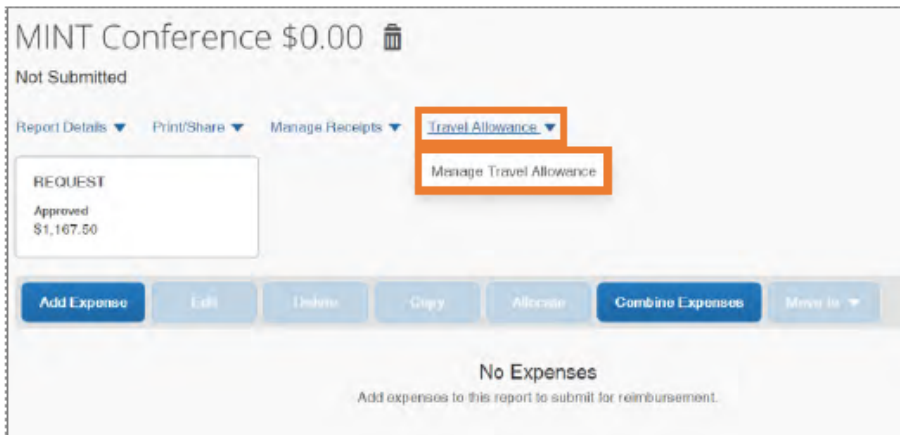 MINT Conference $0.00
Not Submitted
Report Details Print/Share Manage Receipts Travel Allowance
Manage Travel Allowance
REQUEST
Approved
$1,167.50
Add Expense Edit Delete Copy Allocate Combine Expenses Move to
No Expenses
Add expenses to this report to submit for reimbursement.